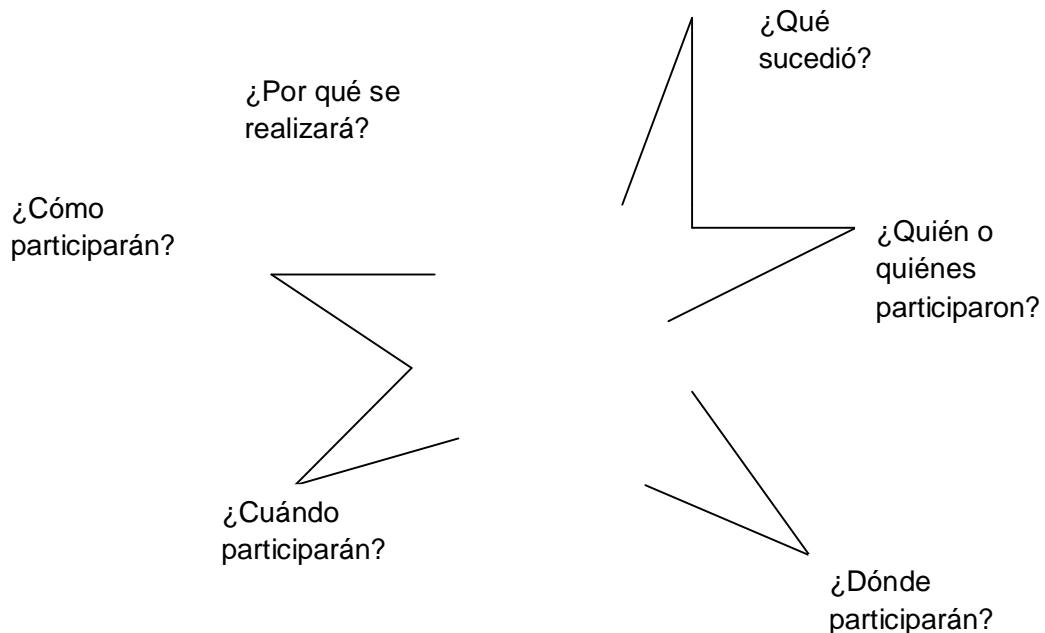 ¿Qué
sucedió?
¿Por qué se
realizará?
¿Cómo
participarán?
¿Quién o
quiénes
participaron?
¿Cuándo
participarán?
¿Dónde
participarán?